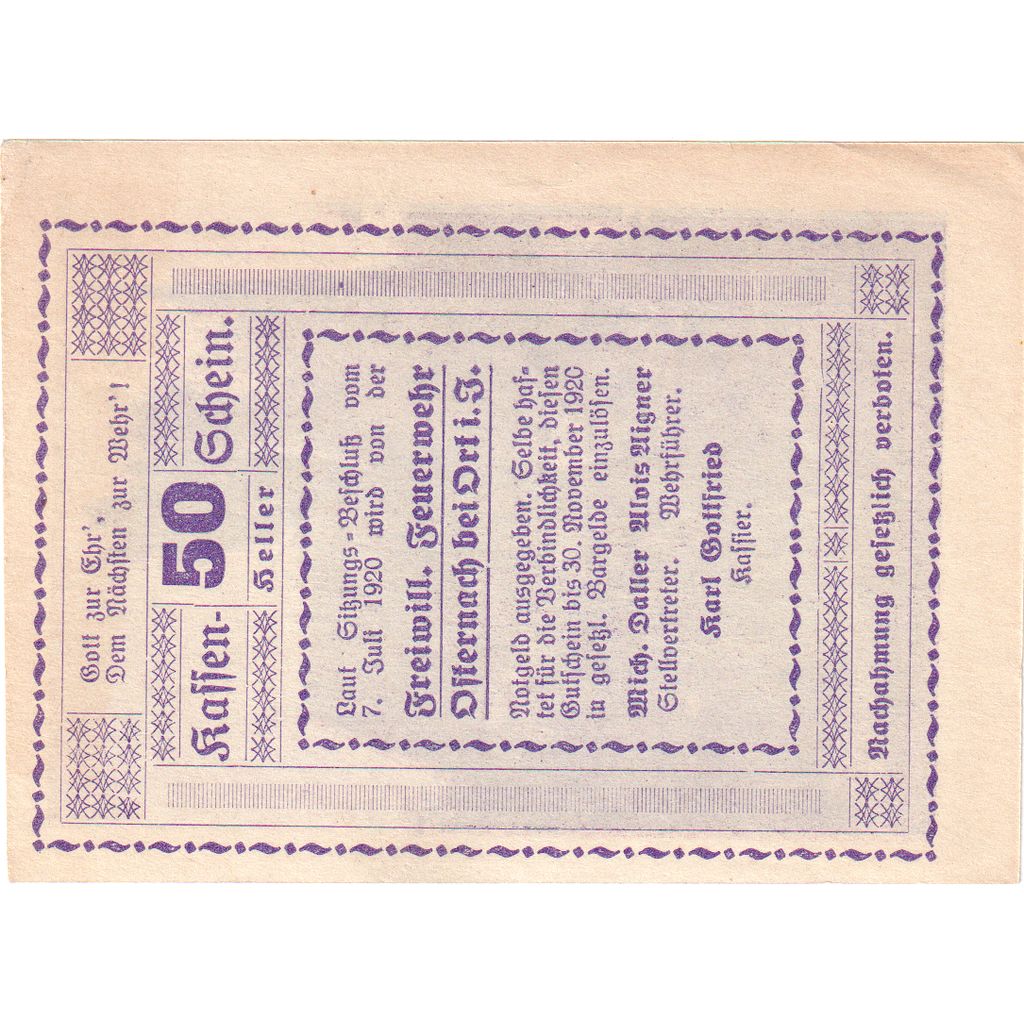 Gott zur Ehr',
Dem Nächsten zur Wehr'!
Kassen- 50 Schein.
Heller
Laut Sitzungs-Beschluß vom
7. Juli 1920 wird von der
Freiwill. Feuerwehr
Osternach bei Ort i. J.
Notgeld ausgegeben. Selbe haf-
tet für die Verbindlichkeit, diesen
Gutschein bis 30. November 1920
in gesetzl. Bargelde einzulösen.
Mich. Daller Alois Aigner
Stellvertreter. Wehrführer.
Karl Gottfried
Kassier.
Nachahmung gesetzlich verboten.